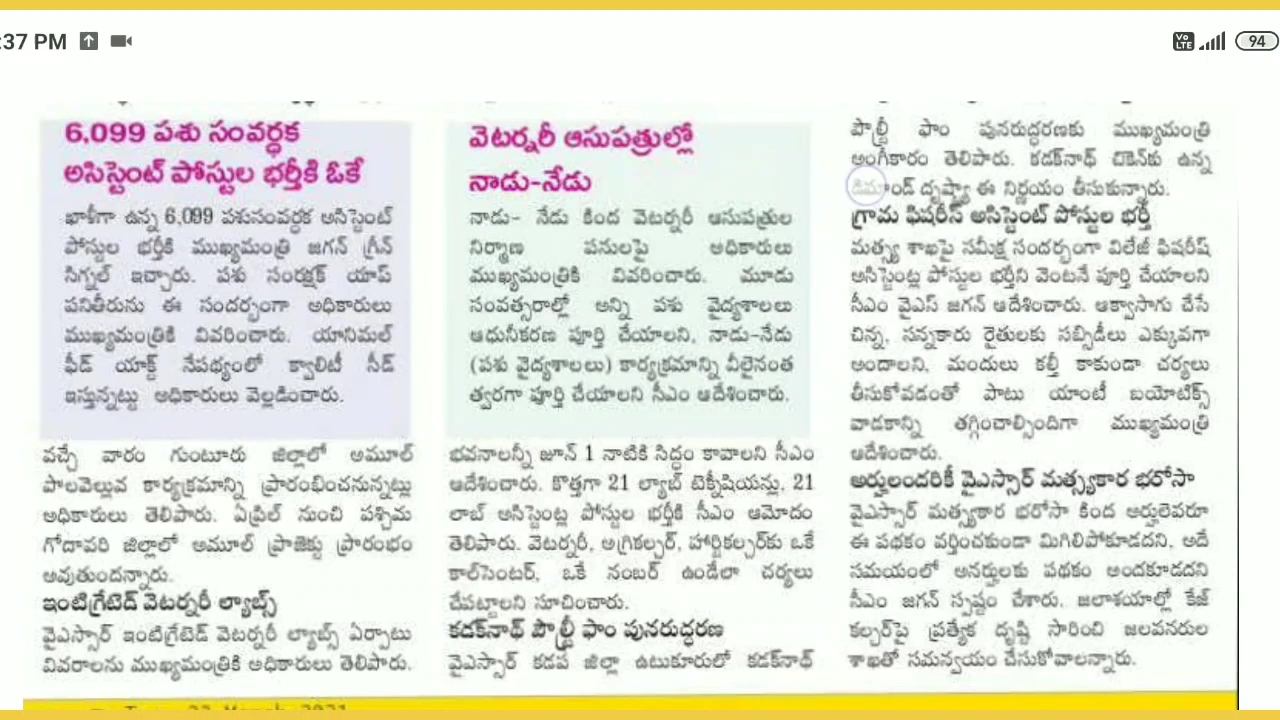 :37 PM
Vo LTE
94
6,099 పశు సంవర్ధక
అసిస్టెంట్ పోస్టుల భర్తీకి ఓకే
ఖాళీగా ఉన్న 6,099 పశుసంవర్ధక అసిస్టెంట్
పోస్టుల భర్తీకి ముఖ్యమంత్రి జగన్ గ్రీన్
సిగ్నల్ ఇచ్చారు. పశు సంరక్షక్ యాప్
పనితీరును ఈ సందర్భంగా అధికారులు
ముఖ్యమంత్రికి వివరించారు. యానిమల్
ఫీడ్ యాక్ట్ నేపథ్యంలో క్వాలిటీ సీడ్
ఇస్తున్నట్టు అధికారులు వెల్లడించారు.
వచ్చే వారం గుంటూరు జిల్లాలో అమూల్
పాలవెల్లువ కార్యక్రమాన్ని ప్రారంభించనున్నట్లు
అధికారులు తెలిపారు. ఏప్రిల్ నుంచి పశ్చిమ
గోదావరి జిల్లాలో అమూల్ ప్రాజెక్టు ప్రారంభం
అవుతుందన్నారు.
ఇంటిగ్రేటెడ్ వెటర్నరీ ల్యాబ్స్
వైఎస్సార్ ఇంటిగ్రేటెడ్ వెటర్నరీ ల్యాబ్స్ ఏర్పాటు
వివరాలను ముఖ్యమంత్రికి అధికారులు తెలిపారు.
వెటర్నరీ ఆసుపత్రుల్లో
నాడు-నేడు
నాడు- నేడు కింద వెటర్నరీ ఆసుపత్రుల
నిర్మాణ పనులపై అధికారులు
ముఖ్యమంత్రికి వివరించారు. మూడు
సంవత్సరాల్లో అన్ని పశు వైద్యశాలలు
ఆధునీకరణ పూర్తి చేయాలని, నాడు-నేడు
(పశు వైద్యశాలలు) కార్యక్రమాన్ని వీలైనంత
త్వరగా పూర్తి చేయాలని సీఎం ఆదేశించారు.
భవనాలన్నీ జూన్ 1 నాటికి సిద్ధం కావాలని సీఎం
ఆదేశించారు. కొత్తగా 21 ల్యాబ్ టెక్నీషియన్లు, 21
లాబ్ అసిస్టెంట్ల పోస్టుల భర్తీకి సీఎం ఆమోదం
తెలిపారు. వెటర్నరీ, అగ్రికల్చర్, హార్టికల్చర్‌కు ఒకే
కాల్‌సెంటర్, ఒకే నంబర్ ఉండేలా చర్యలు
చేపట్టాలని సూచించారు.
కడక్‌నాథ్ పౌల్ట్రీ ఫాం పునరుద్ధరణ
వైఎస్సార్ కడప జిల్లా ఉటుకూరులో కడక్‌నాథ్
పౌల్ట్రీ ఫాం పునరుద్ధరణకు ముఖ్యమంత్రి
అంగీకారం తెలిపారు. కడక్‌నాథ్ చికెన్‌కు ఉన్న
డిమాండ్ దృష్ట్యా ఈ నిర్ణయం తీసుకున్నారు.
గ్రామ ఫిషరీస్ అసిస్టెంట్ పోస్టుల భర్తీ
మత్స్య శాఖపై సమీక్ష సందర్భంగా విలేజీ ఫిషరీష్
అసిస్టెంట్ల పోస్టుల భర్తీని వెంటనే పూర్తి చేయాలని
సీఎం వైఎస్ జగన్ ఆదేశించారు. ఆక్వాసాగు చేసే
చిన్న, సన్నకారు రైతులకు సబ్సిడీలు ఎక్కువగా
అందాలని, మందులు కల్తీ కాకుండా చర్యలు
తీసుకోవడంతో పాటు యాంటీ బయోటిక్స్
వాడకాన్ని తగ్గించాల్సిందిగా ముఖ్యమంత్రి
ఆదేశించారు.
అర్హులందరికీ వైఎస్సార్ మత్స్యకార భరోసా
వైఎస్సార్ మత్స్యకార భరోసా కింద అర్హులెవరూ
ఈ పథకం వర్తించకుండా మిగిలిపోకూడదని, అదే
సమయంలో అనర్హులకు పథకం అందకూడదని
సీఎం జగన్ స్పష్టం చేశారు. జలాశయాల్లో కేజ్
కల్చర్‌పై ప్రత్యేక దృష్టి సారించి జలవనరుల
శాఖతో సమన్వయం చేసుకోవాలన్నారు.